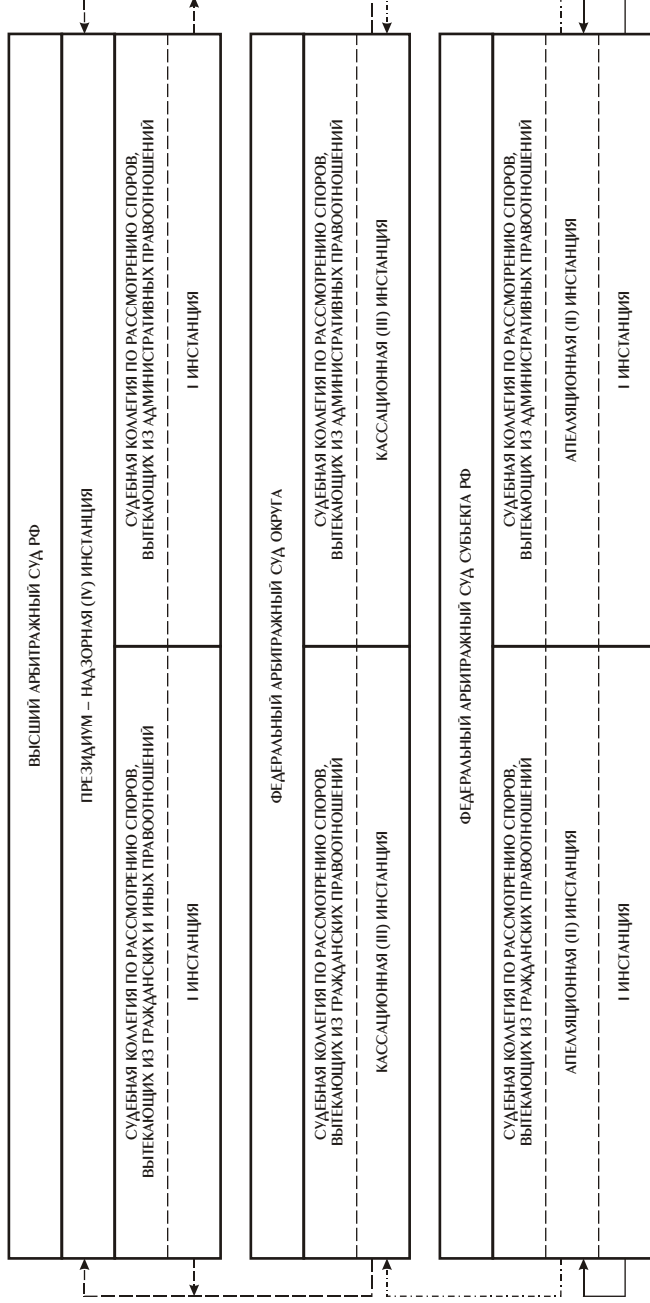 ВЫСШИЙ АРБИТРАЖНЫЙ СУД РФ
ПРЕЗИДИУМ – НАДЗОРНАЯ (IV) ИНСТАНЦИЯ
СУДЕБНАЯ КОЛЛЕГИЯ ПО РАССМОТРЕНИЮ СПОРОВ,
ВЫТЕКАЮЩИХ ИЗ ГРАЖДАНСКИХ И ИНЫХ ПРАВООТНОШЕНИЙ
I ИНСТАНЦИЯ
СУДЕБНАЯ КОЛЛЕГИЯ ПО РАССМОТРЕНИЮ СПОРОВ,
ВЫТЕКАЮЩИХ ИЗ АДМИНИСТРАТИВНЫХ ПРАВООТНОШЕНИЙ
I ИНСТАНЦИЯ
ФЕДЕРАЛЬНЫЙ АРБИТРАЖНЫЙ СУД ОКРУГА
СУДЕБНАЯ КОЛЛЕГИЯ ПО РАССМОТРЕНИЮ СПОРОВ,
ВЫТЕКАЮЩИХ ИЗ ГРАЖДАНСКИХ ПРАВООТНОШЕНИЙ
КАССАЦИОННАЯ (III) ИНСТАНЦИЯ
СУДЕБНАЯ КОЛЛЕГИЯ ПО РАССМОТРЕНИЮ СПОРОВ,
ВЫТЕКАЮЩИХ ИЗ АДМИНИСТРАТИВНЫХ ПРАВООТНОШЕНИЙ
КАССАЦИОННАЯ (III) ИНСТАНЦИЯ
ФЕДЕРАЛЬНЫЙ АРБИТРАЖНЫЙ СУД СУБЪЕКТА РФ
СУДЕБНАЯ КОЛЛЕГИЯ ПО РАССМОТРЕНИЮ СПОРОВ,
ВЫТЕКАЮЩИХ ИЗ ГРАЖДАНСКИХ ПРАВООТНОШЕНИЙ
АПЕЛЛЯЦИОННАЯ (II) ИНСТАНЦИЯ
I ИНСТАНЦИЯ
СУДЕБНАЯ КОЛЛЕГИЯ ПО РАССМОТРЕНИЮ СПОРОВ,
ВЫТЕКАЮЩИХ ИЗ АДМИНИСТРАТИВНЫХ ПРАВООТНОШЕНИЙ
АПЕЛЛЯЦИОННАЯ (II) ИНСТАНЦИЯ
I ИНСТАНЦИЯ